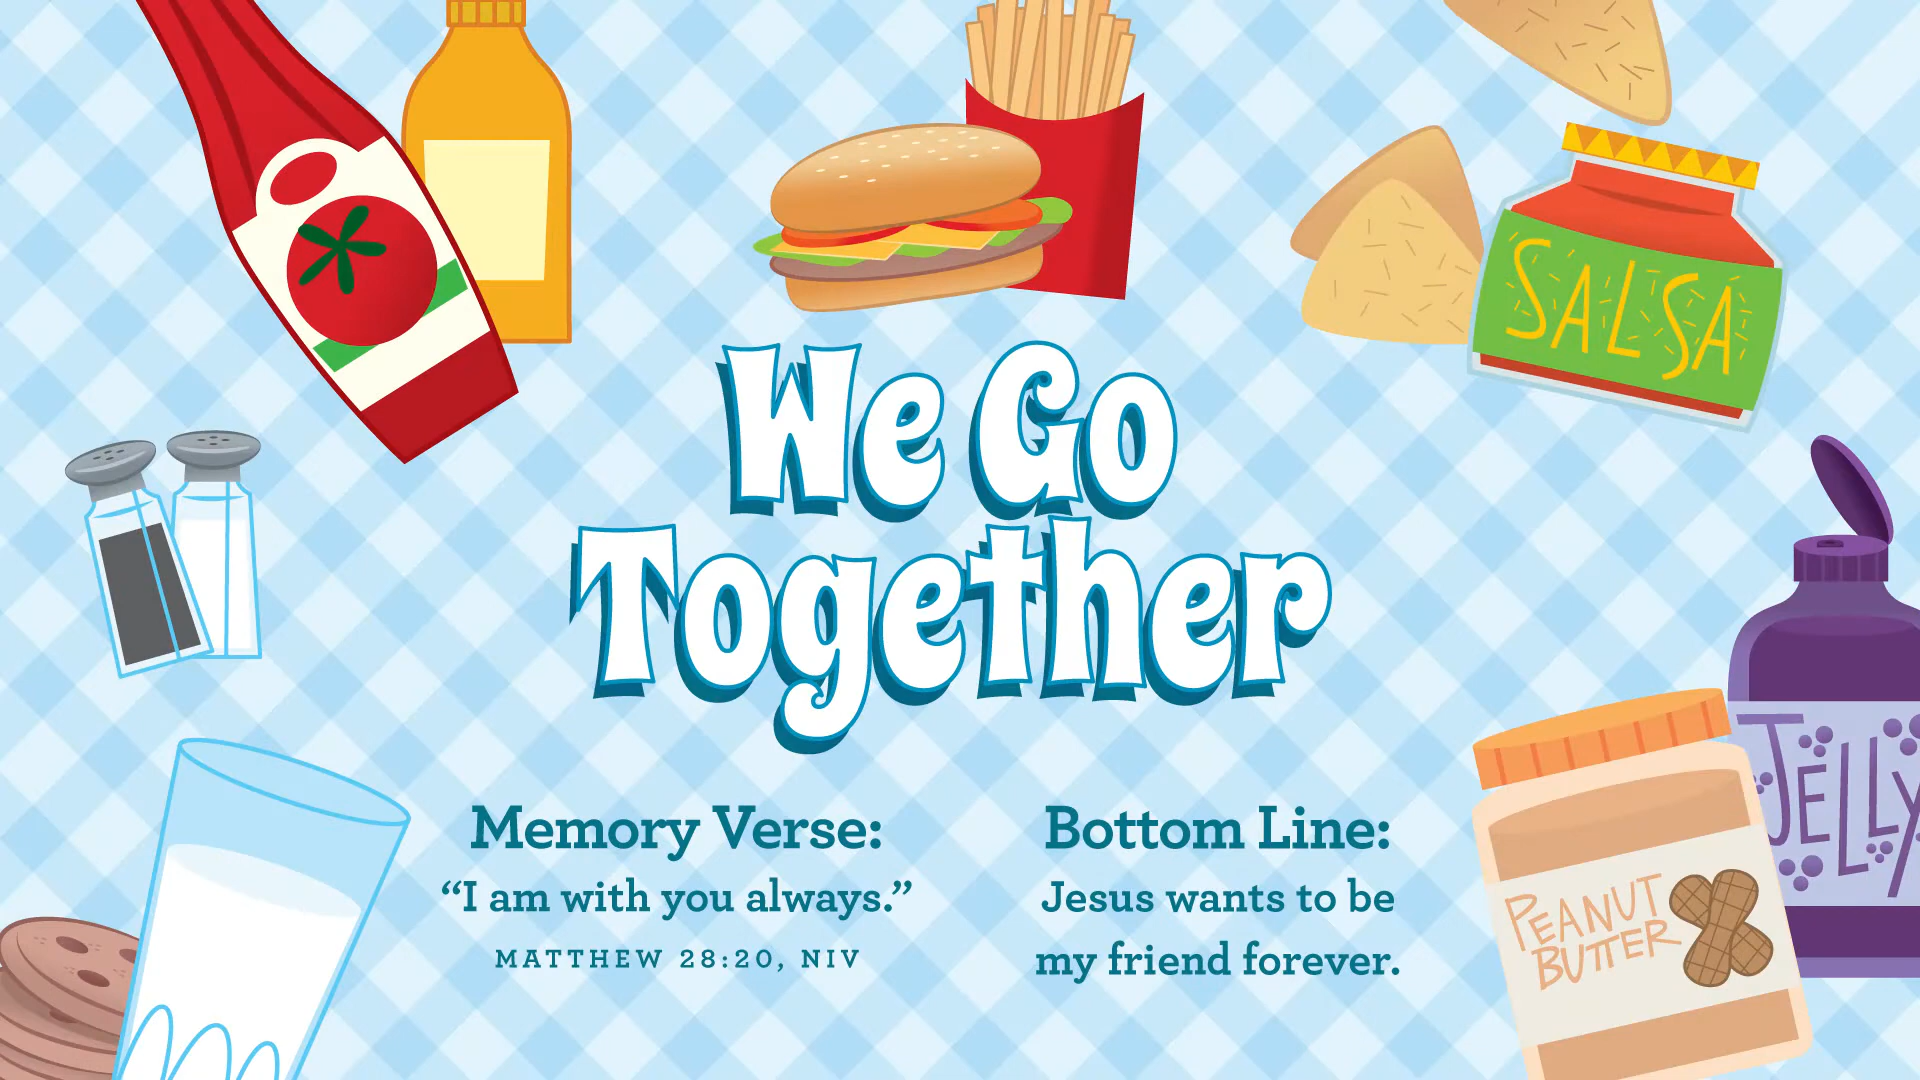 SALSA
We Go
Together
JELLY
Memory Verse:
“I am with you always.”
MATTHEW 28:20, NIV
Bottom Line:
Jesus wants to be
my friend forever.
PEANUT
BUTTER